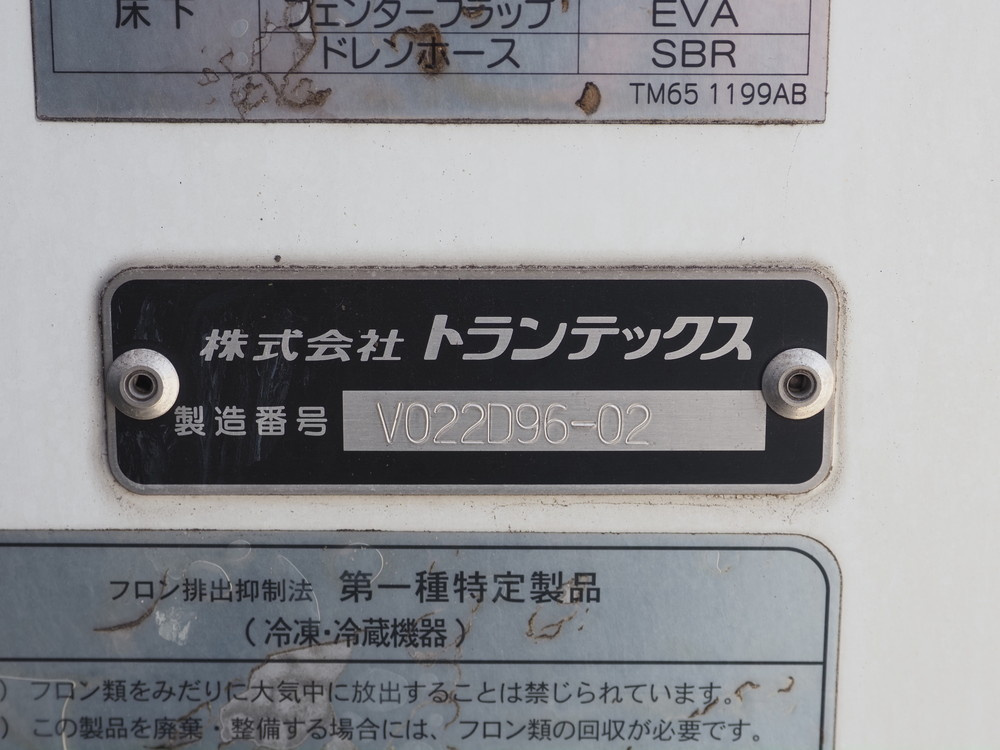 床下 フェンダーフラップ EVA
ドレンホース SBR
TM65 1199AB
株式会社 トランテックス
製造番号 V022D96-02
フロン排出抑制法 第一種特定製品
(冷凍・冷蔵機器)
) フロン類をみだりに大気中に放出することは禁じられています。
) この製品を廃棄・整備する場合には、フロン類の回収が必要です。